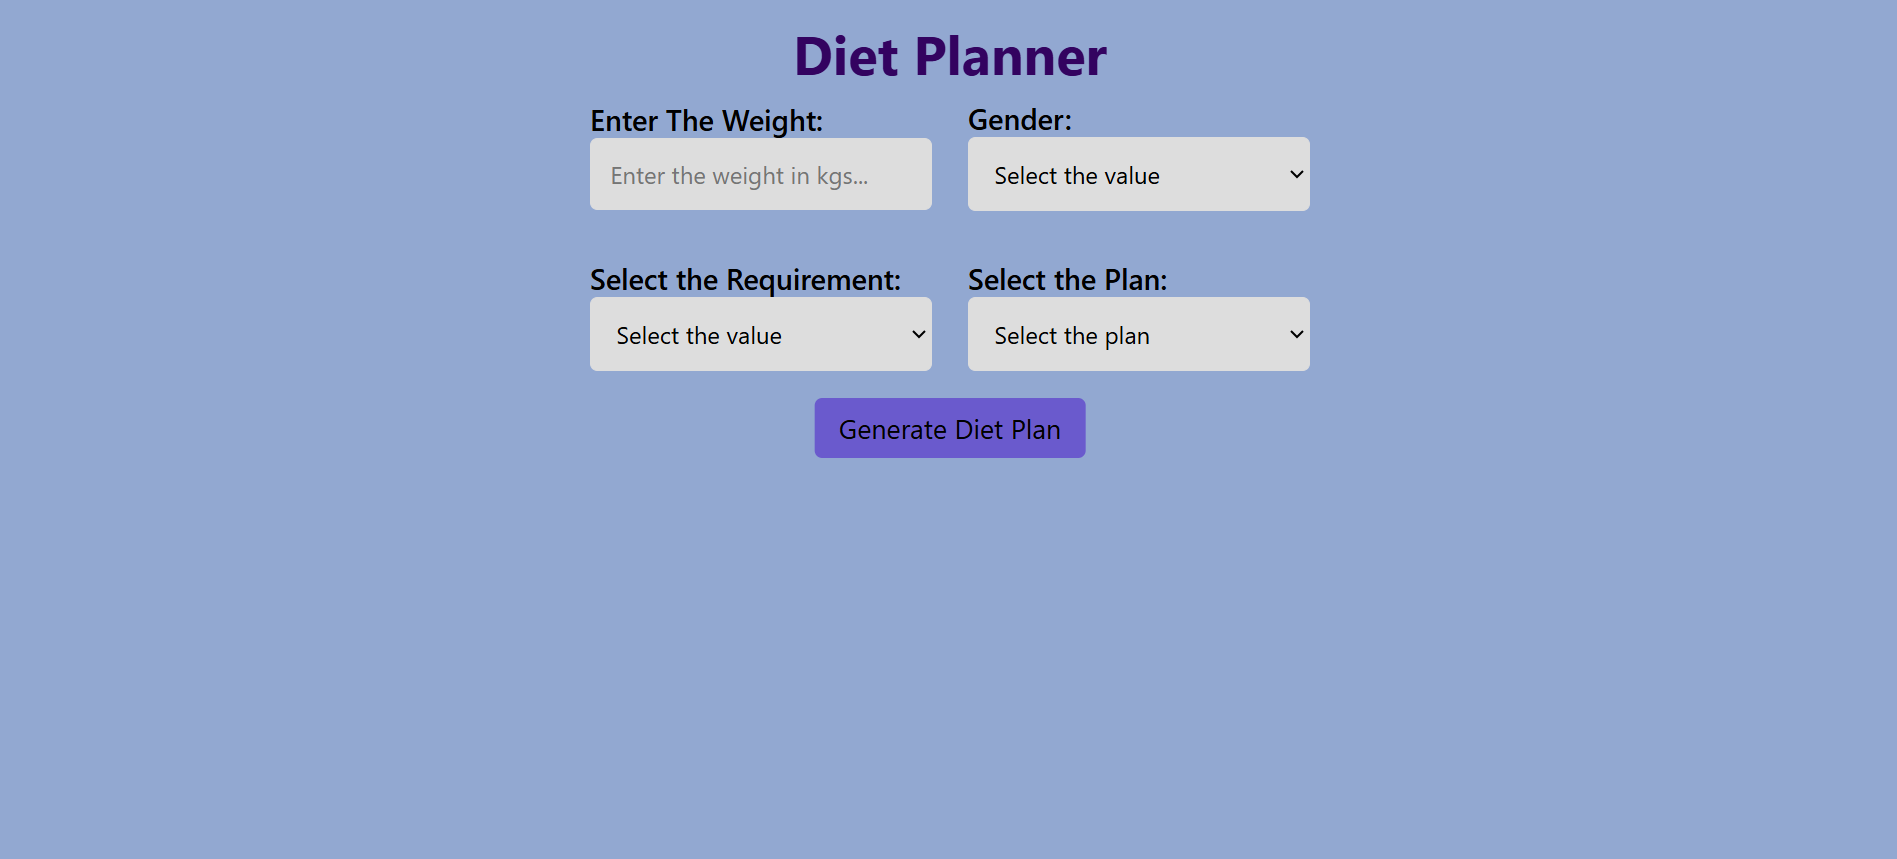 Diet Planner
Enter The Weight:
Enter the weight in kgs...
Gender:
Select the value
Select the Requirement:
Select the value
Select the Plan:
Select the plan
Generate Diet Plan